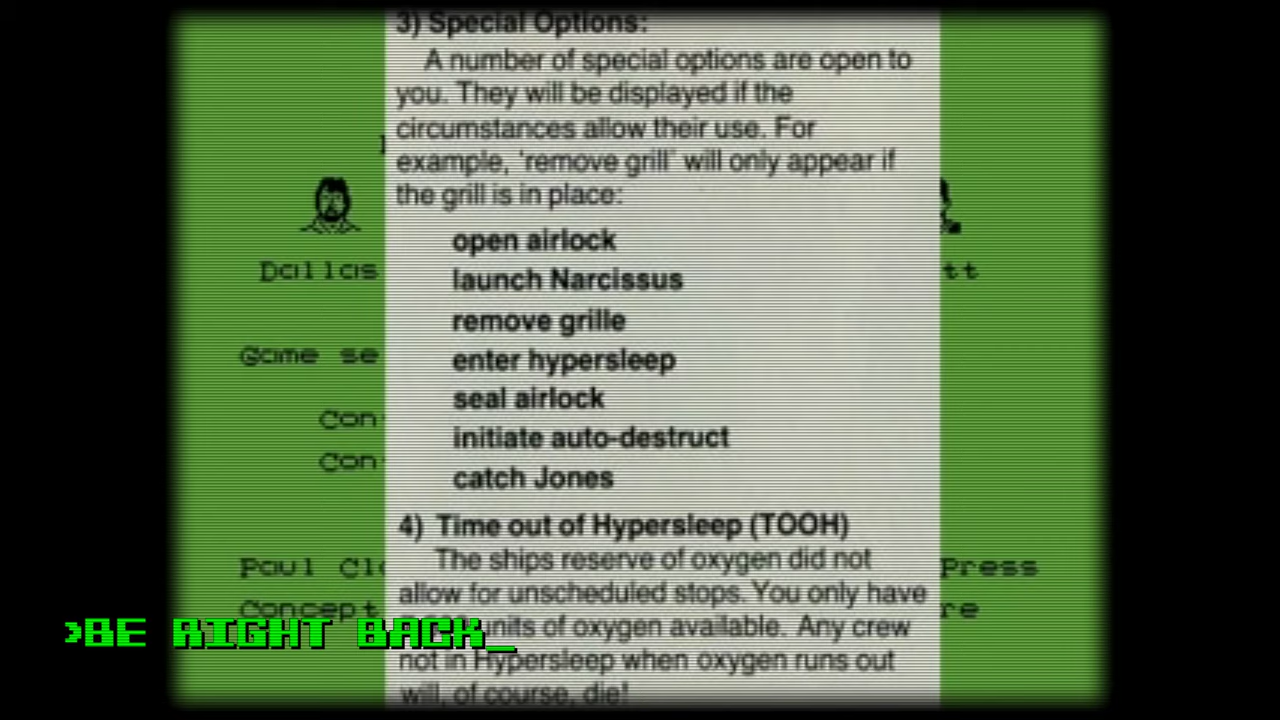 3) Special Options:
A number of special options are open to
you. They will be displayed if the
circumstances allow their use. For
example, 'remove grill' will only appear if
the grill is in place:
open airlock
launch Narcissus
remove grille
enter hypersleep
seal airlock
initiate auto-destruct
catch Jones
4) Time out of Hypersleep (TOOH)
The ships reserve of oxygen did not
allow for unscheduled stops. You only have
units of oxygen available. Any crew
not in Hypersleep when oxygen runs out
will, of course, die!
Dallas
tt
Game se
Con
Con
Paul Cl
Press
Concept
re
>BE RIGHT BACK_